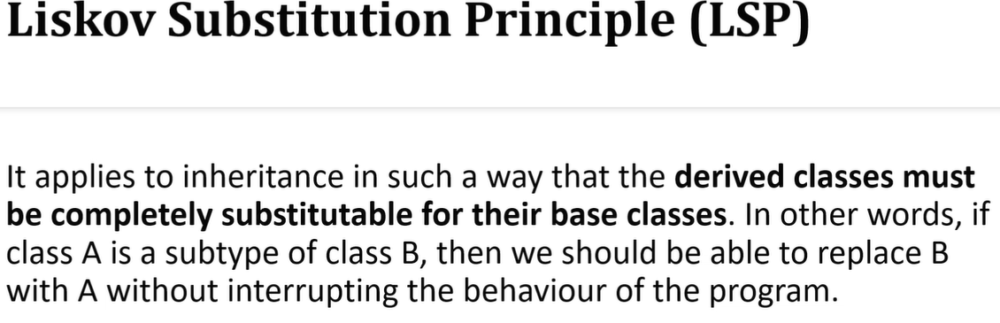 Liskov Substitution Principle (LSP)
It applies to inheritance in such a way that the derived classes must
be completely substitutable for their base classes. In other words, if
class A is a subtype of class B, then we should be able to replace B
with A without interrupting the behaviour of the program.